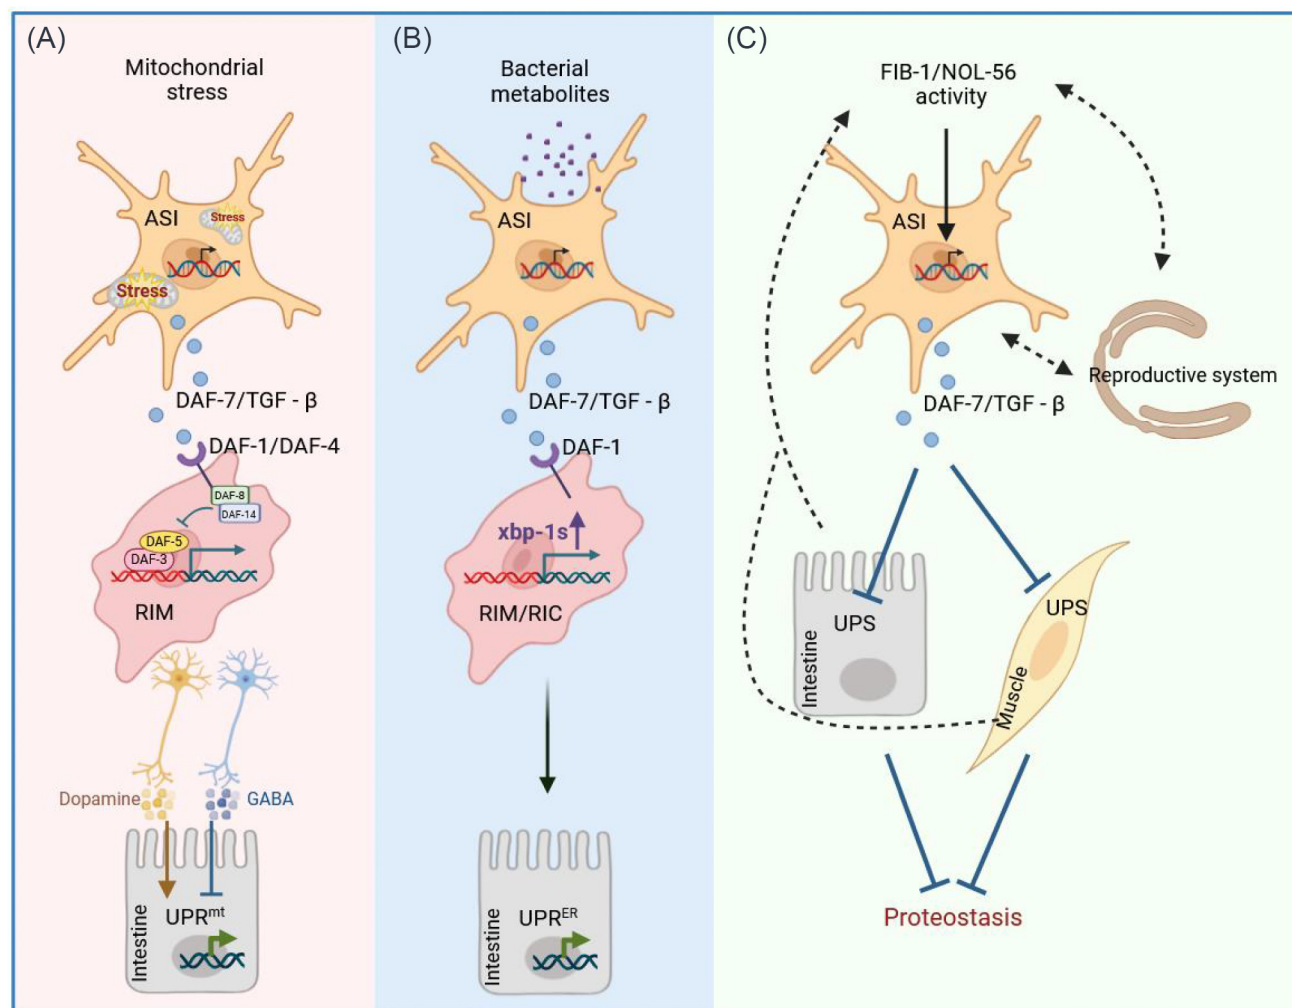 (A)
Mitochondrial
stress
ASI
Stress
Stress
DAF-7/TGF - β
DAF-1/DAF-4
DAF-8
DAF-14
DAF-5
DAF-3
RIM
Dopamine
GABA
UPRmt
Intestine
(B)
Bacterial
metabolites
ASI
DAF-7/TGF - β
DAF-1
xbp-1s
RIM/RIC
UPRER
Intestine
(C)
FIB-1/NOL-56
activity
ASI
Reproductive system
DAF-7/TGF - β
UPS
Intestine
UPS
Muscle
Proteostasis